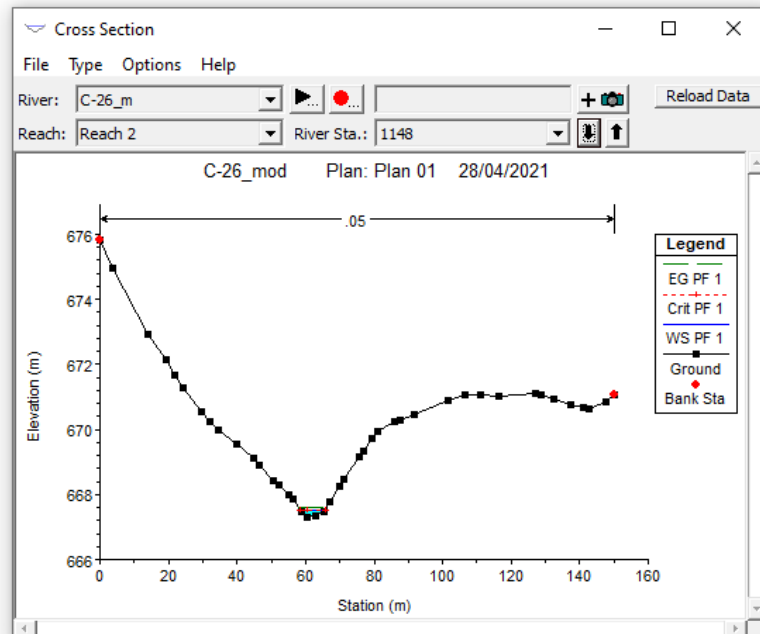 Cross Section
File Type Options Help
River: C-26_m + Reload Data
Reach: Reach 2 River Sta.: 1148
C-26_mod Plan: Plan 01 28/04/2021
.05
676
674
672
670
668
666
Elevation (m)
0 20 40 60 80 100 120 140 160
Station (m)
Legend
EG PF 1
Crit PF 1
WS PF 1
Ground
Bank Sta